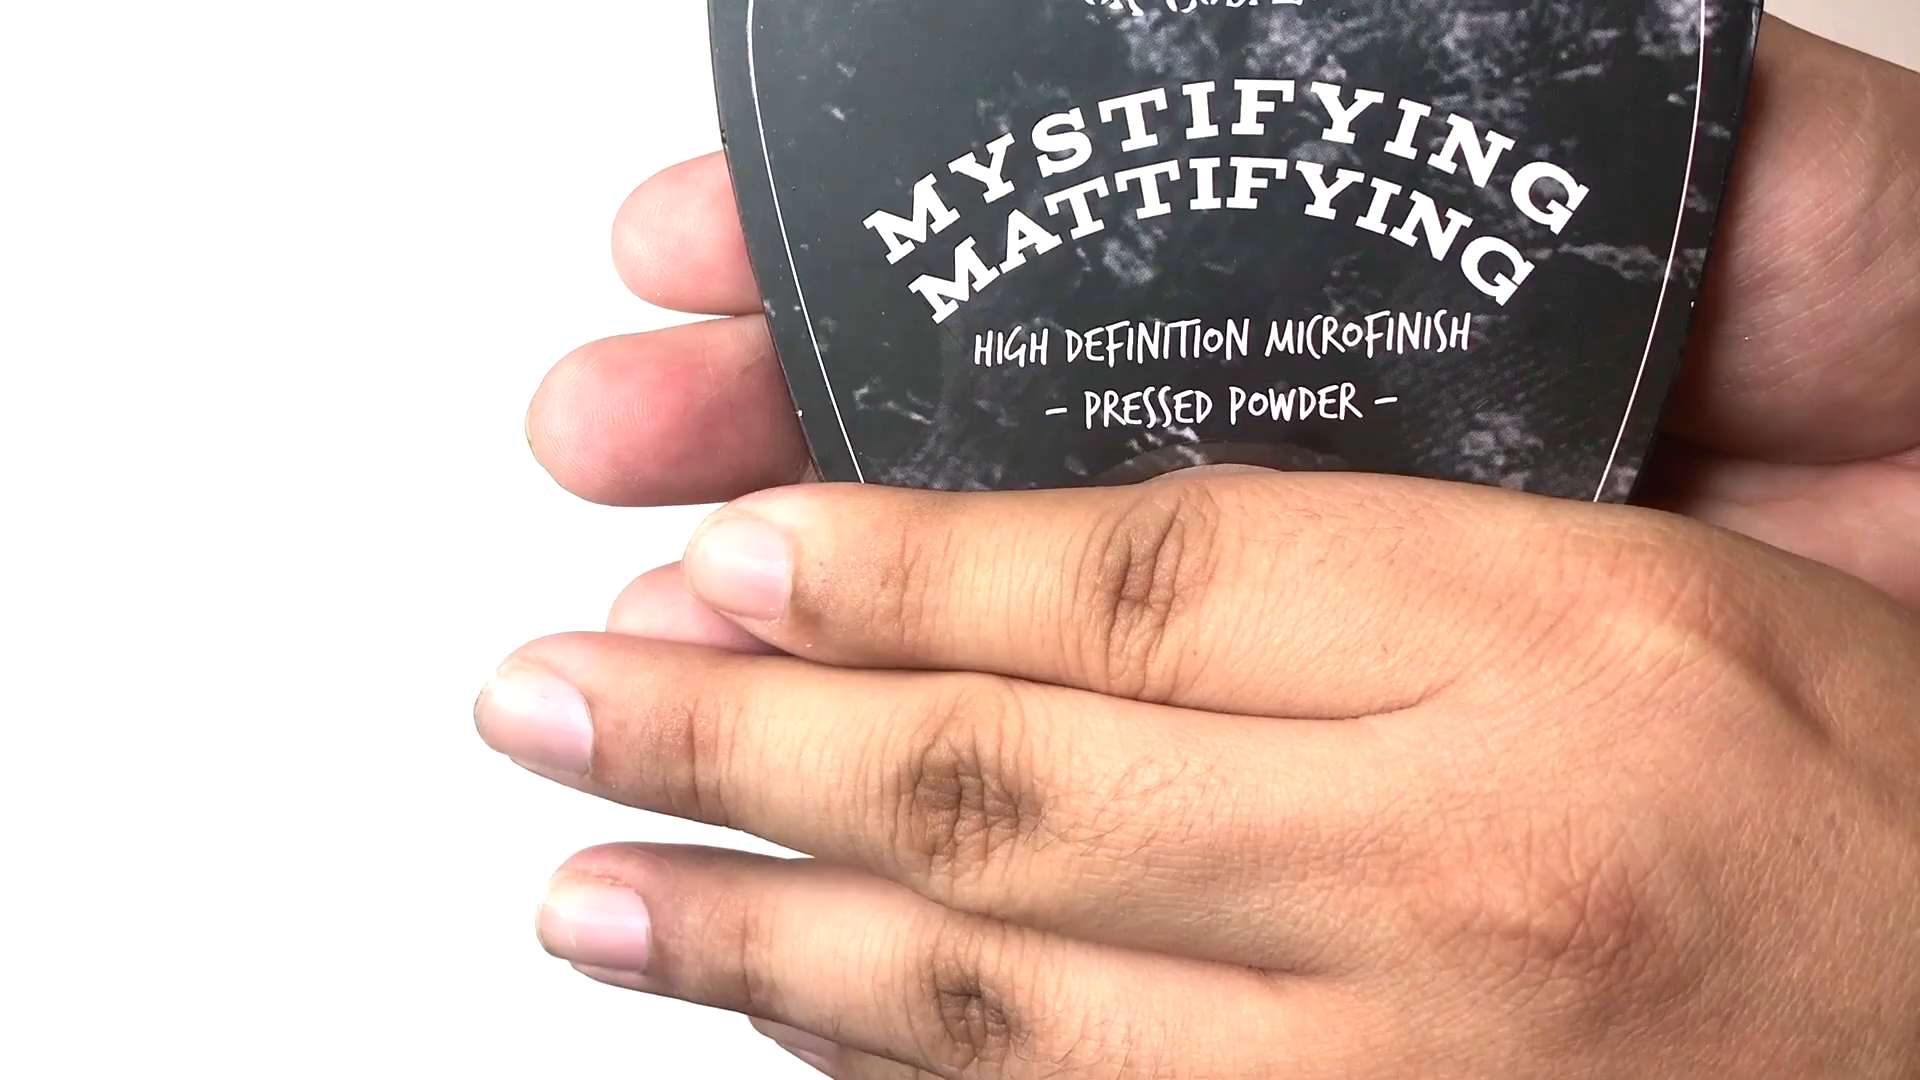 MYSTIFYING
MATTIFYING
HIGH DEFINITION MICROFINISH
- PRESSED POWDER -